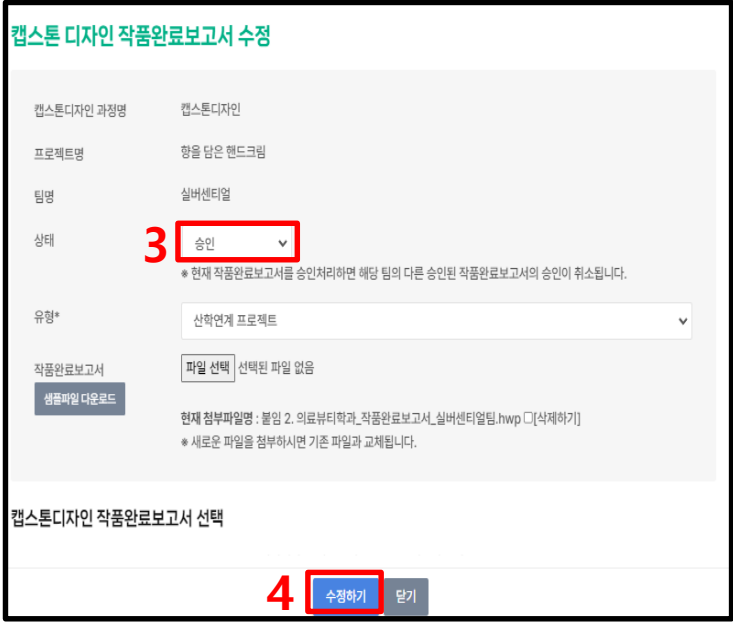 캡스톤 디자인 작품완료보고서 수정
캡스톤디자인 과정명 캡스톤디자인
프로젝트명 향을 담은 핸드크림
팀명 실버센티얼
상태 3 승인
※ 현재 작품완료보고서를 승인처리하면 해당 팀의 다른 승인된 작품완료보고서의 승인이 취소됩니다.
유형* 산학연계 프로젝트
작품완료보고서 파일 선택 선택된 파일 없음
샘플파일 다운로드
현재 첨부파일명 : 붙임 2. 의료뷰티학과_작품완료보고서_실버센티얼팀.hwp [삭제하기]
※ 새로운 파일을 첨부하시면 기존 파일과 교체됩니다.
캡스톤디자인 작품완료보고서 선택
4 수정하기 닫기